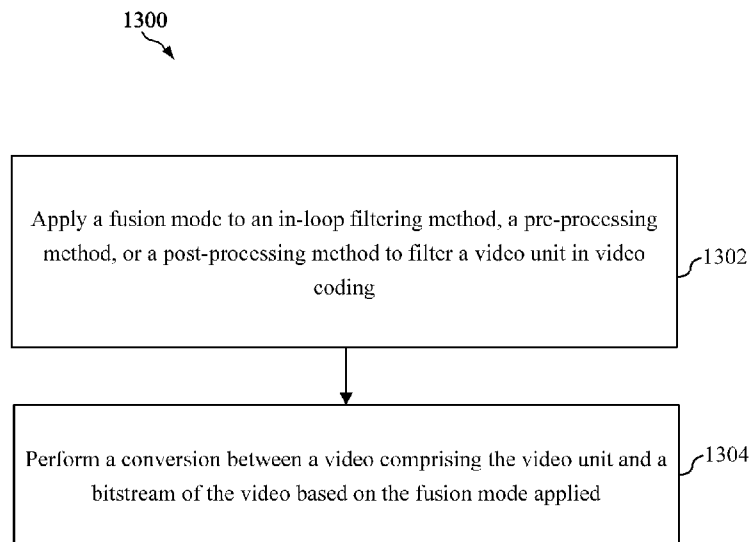 1300
Apply a fusion mode to an in-loop filtering method, a pre-processing
method, or a post-processing method to filter a video unit in video
coding
1302
Perform a conversion between a video comprising the video unit and a
bitstream of the video based on the fusion mode applied
1304